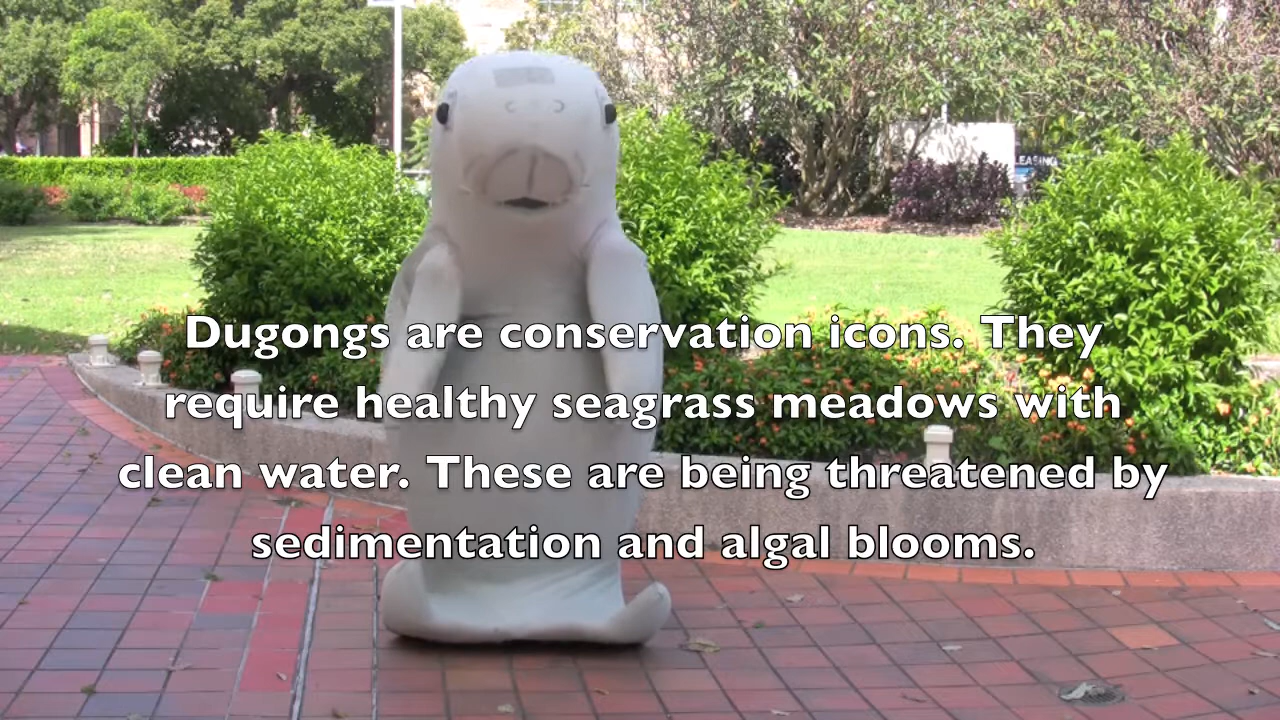 LEASING
Dugongs are conservation icons. They
require healthy seagrass meadows with
clean water. These are being threatened by
sedimentation and algal blooms.